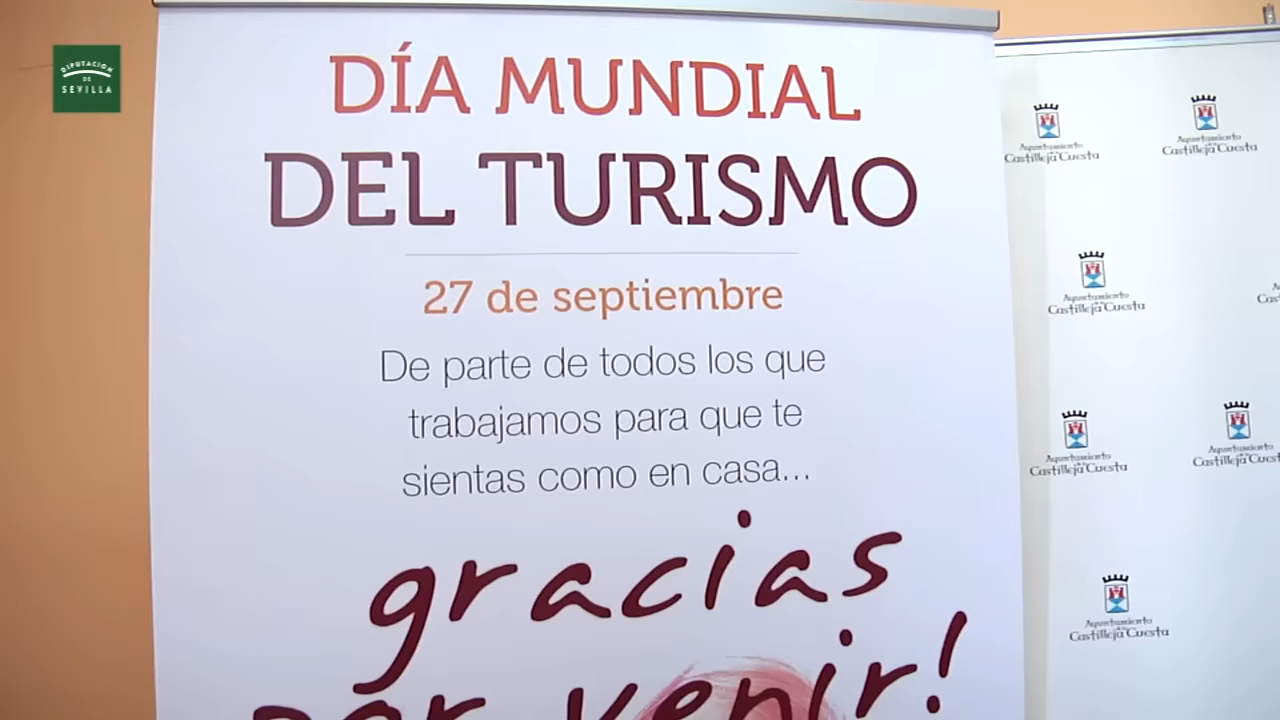 DIPUTACION
DE
SEVILLA
DÍA MUNDIAL
DEL TURISMO
27 de septiembre
De parte de todos los que
trabajamos para que te
sientas como en casa...
gracias
por venir!
Ayuntamiento
Castilleja Cuesta
Ayuntamiento
Castilleja Cuesta
Ayuntamiento
Castilleja Cuesta
Ayuntamiento
Castilleja Cuesta
Ayuntamiento
Castilleja Cuesta
Ayuntamiento
Castilleja Cuesta